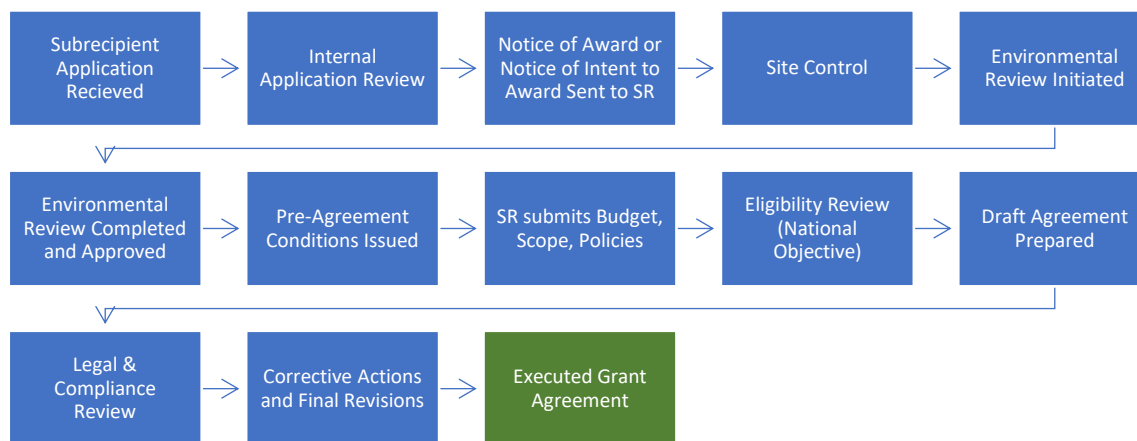 Subrecipient
Application
Recieved
Internal
Application Review
Notice of Award or
Notice of Intent to
Award Sent to SR
Site Control
Environmental
Review Initiated
Environmental
Review Completed
and Approved
Pre-Agreement
Conditions Issued
SR submits Budget,
Scope, Policies
Eligibility Review
(National
Objective)
Draft Agreement
Prepared
Legal &
Compliance
Review
Corrective Actions
and Final Revisions
Executed Grant
Agreement